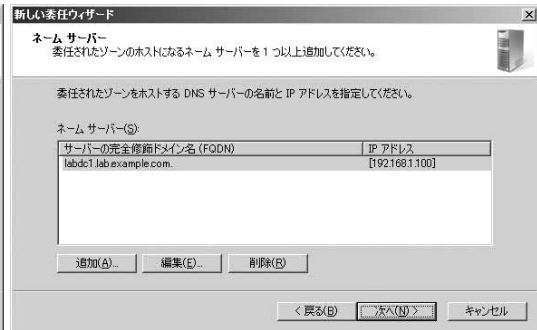 新しい委任ウィザード
ネーム サーバー
委任されたゾーンのホストになるネーム サーバーを 1 つ以上追加してください。
委任されたゾーンをホストする DNS サーバーの名前と IP アドレスを指定してください。
ネーム サーバー(S):
サーバーの完全修飾ドメイン名 (FQDN) IP アドレス
labdc1.lab.example.com. [192.168.1.100]
追加(A)... 編集(E)... 削除(R)
< 戻る(B) 次へ(N) > キャンセル